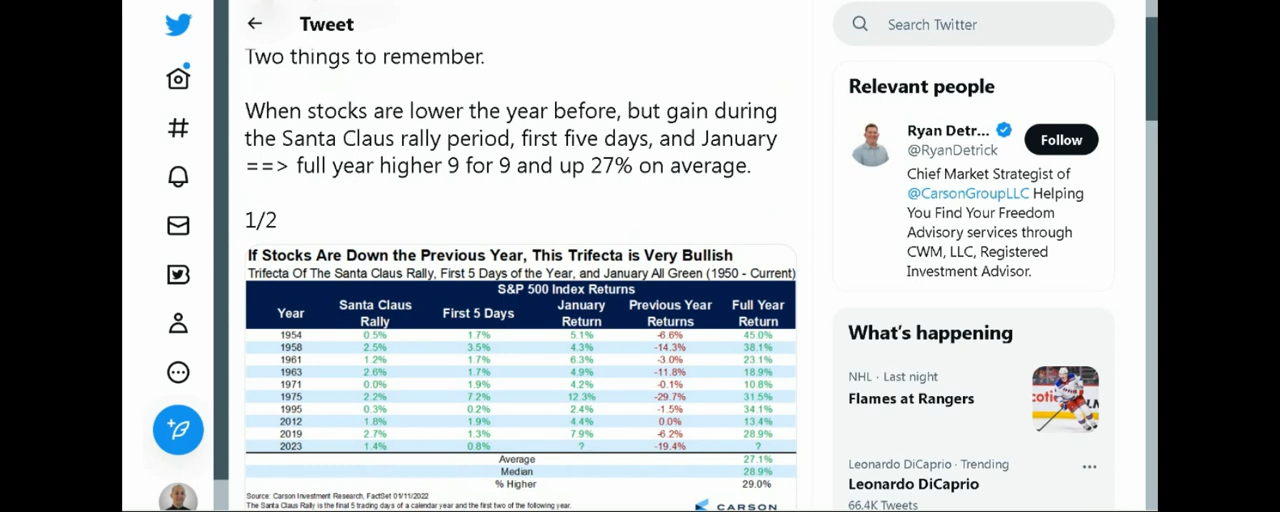 Tweet
Two things to remember.
When stocks are lower the year before, but gain during
the Santa Claus rally period, first five days, and January
==> full year higher 9 for 9 and up 27% on average.
1/2
If Stocks Are Down the Previous Year, This Trifecta is Very Bullish
Trifecta Of The Santa Claus Rally, First 5 Days of the Year, and January All Green (1950 - Current)
S&P 500 Index Returns
Year Santa Claus Rally First 5 Days January Return Previous Year Returns Full Year Return
1954 0.5% 1.7% 5.1% -6.6% 45.0%
1958 2.5% 3.5% 4.3% -14.3% 38.1%
1961 1.2% 1.7% 6.3% -3.0% 23.1%
1963 2.6% 1.7% 4.9% -11.8% 18.9%
1971 0.0% 1.9% 4.2% -0.1% 10.8%
1975 2.2% 7.2% 12.3% -29.7% 31.5%
1995 0.3% 0.2% 2.4% -1.5% 34.1%
2012 1.8% 1.9% 4.4% 0.0% 13.4%
2019 2.7% 1.3% 7.9% -6.2% 28.9%
2023 1.4% 0.8% ? -19.4% ?
Average 27.1%
Median 28.9%
% Higher 29.0%
Source: Carson Investment Research, FactSet 01/11/2022
The Santa Claus Rally is the final 5 trading days of a calendar year and the first two of the following year.
CARSON
Search Twitter
Relevant people
Ryan Detr...
@RyanDetrick
Follow
Chief Market Strategist of
@CarsonGroupLLC Helping
You Find Your Freedom
Advisory services through
CWM, LLC, Registered
Investment Advisor.
What's happening
NHL · Last night
Flames at Rangers
Leonardo DiCaprio · Trending
Leonardo DiCaprio
66.4K Tweets